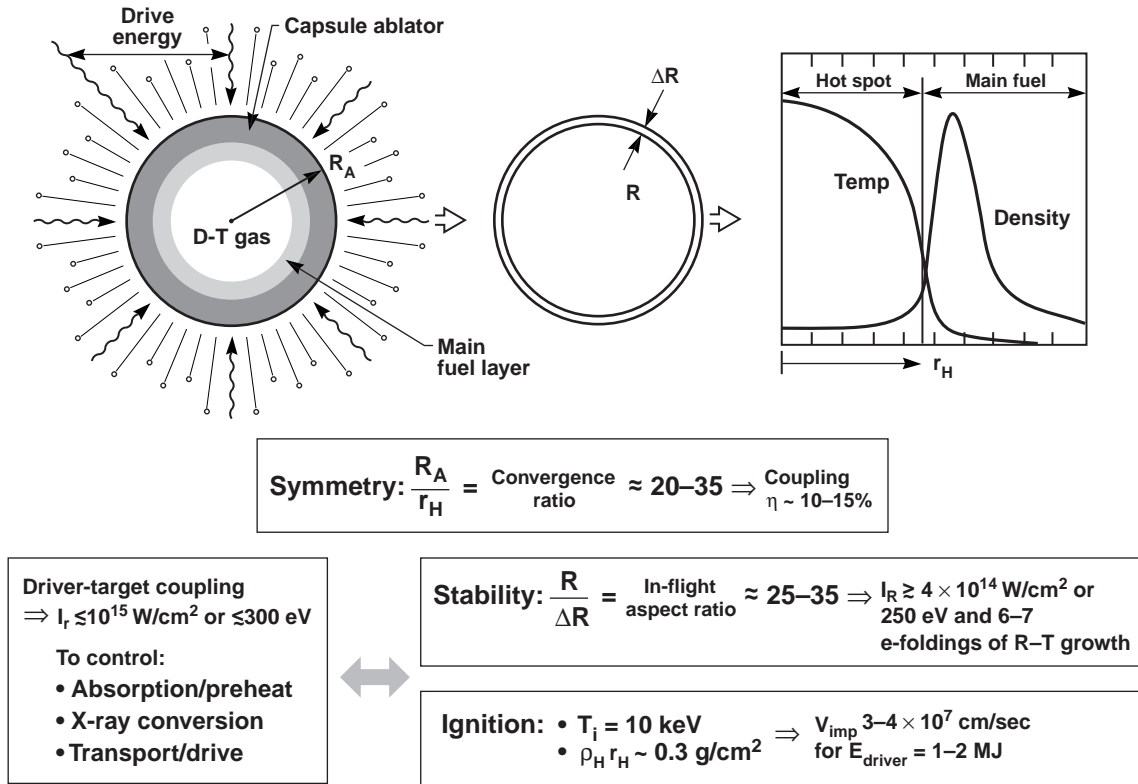 Drive
energy
Capsule ablator
R_A
D-T gas
Main
fuel layer
ΔR
R
Hot spot
Main fuel
Temp
Density
r_H
Symmetry: R_A / r_H = Convergence ratio ≈ 20–35 ⇒ Coupling η ~ 10–15%
Driver-target coupling
⇒ I_r ≲10^15 W/cm^2 or ≲300 eV
To control:
• Absorption/preheat
• X-ray conversion
• Transport/drive
Stability: R / ΔR = In-flight aspect ratio ≈ 25–35 ⇒ I_R ≳ 4 × 10^14 W/cm^2 or
250 eV and 6–7
e-foldings of R–T growth
Ignition: • T_i = 10 keV ⇒ V_imp 3–4 × 10^7 cm/sec
• ρ_H r_H ~ 0.3 g/cm^2 for E_driver = 1–2 MJ